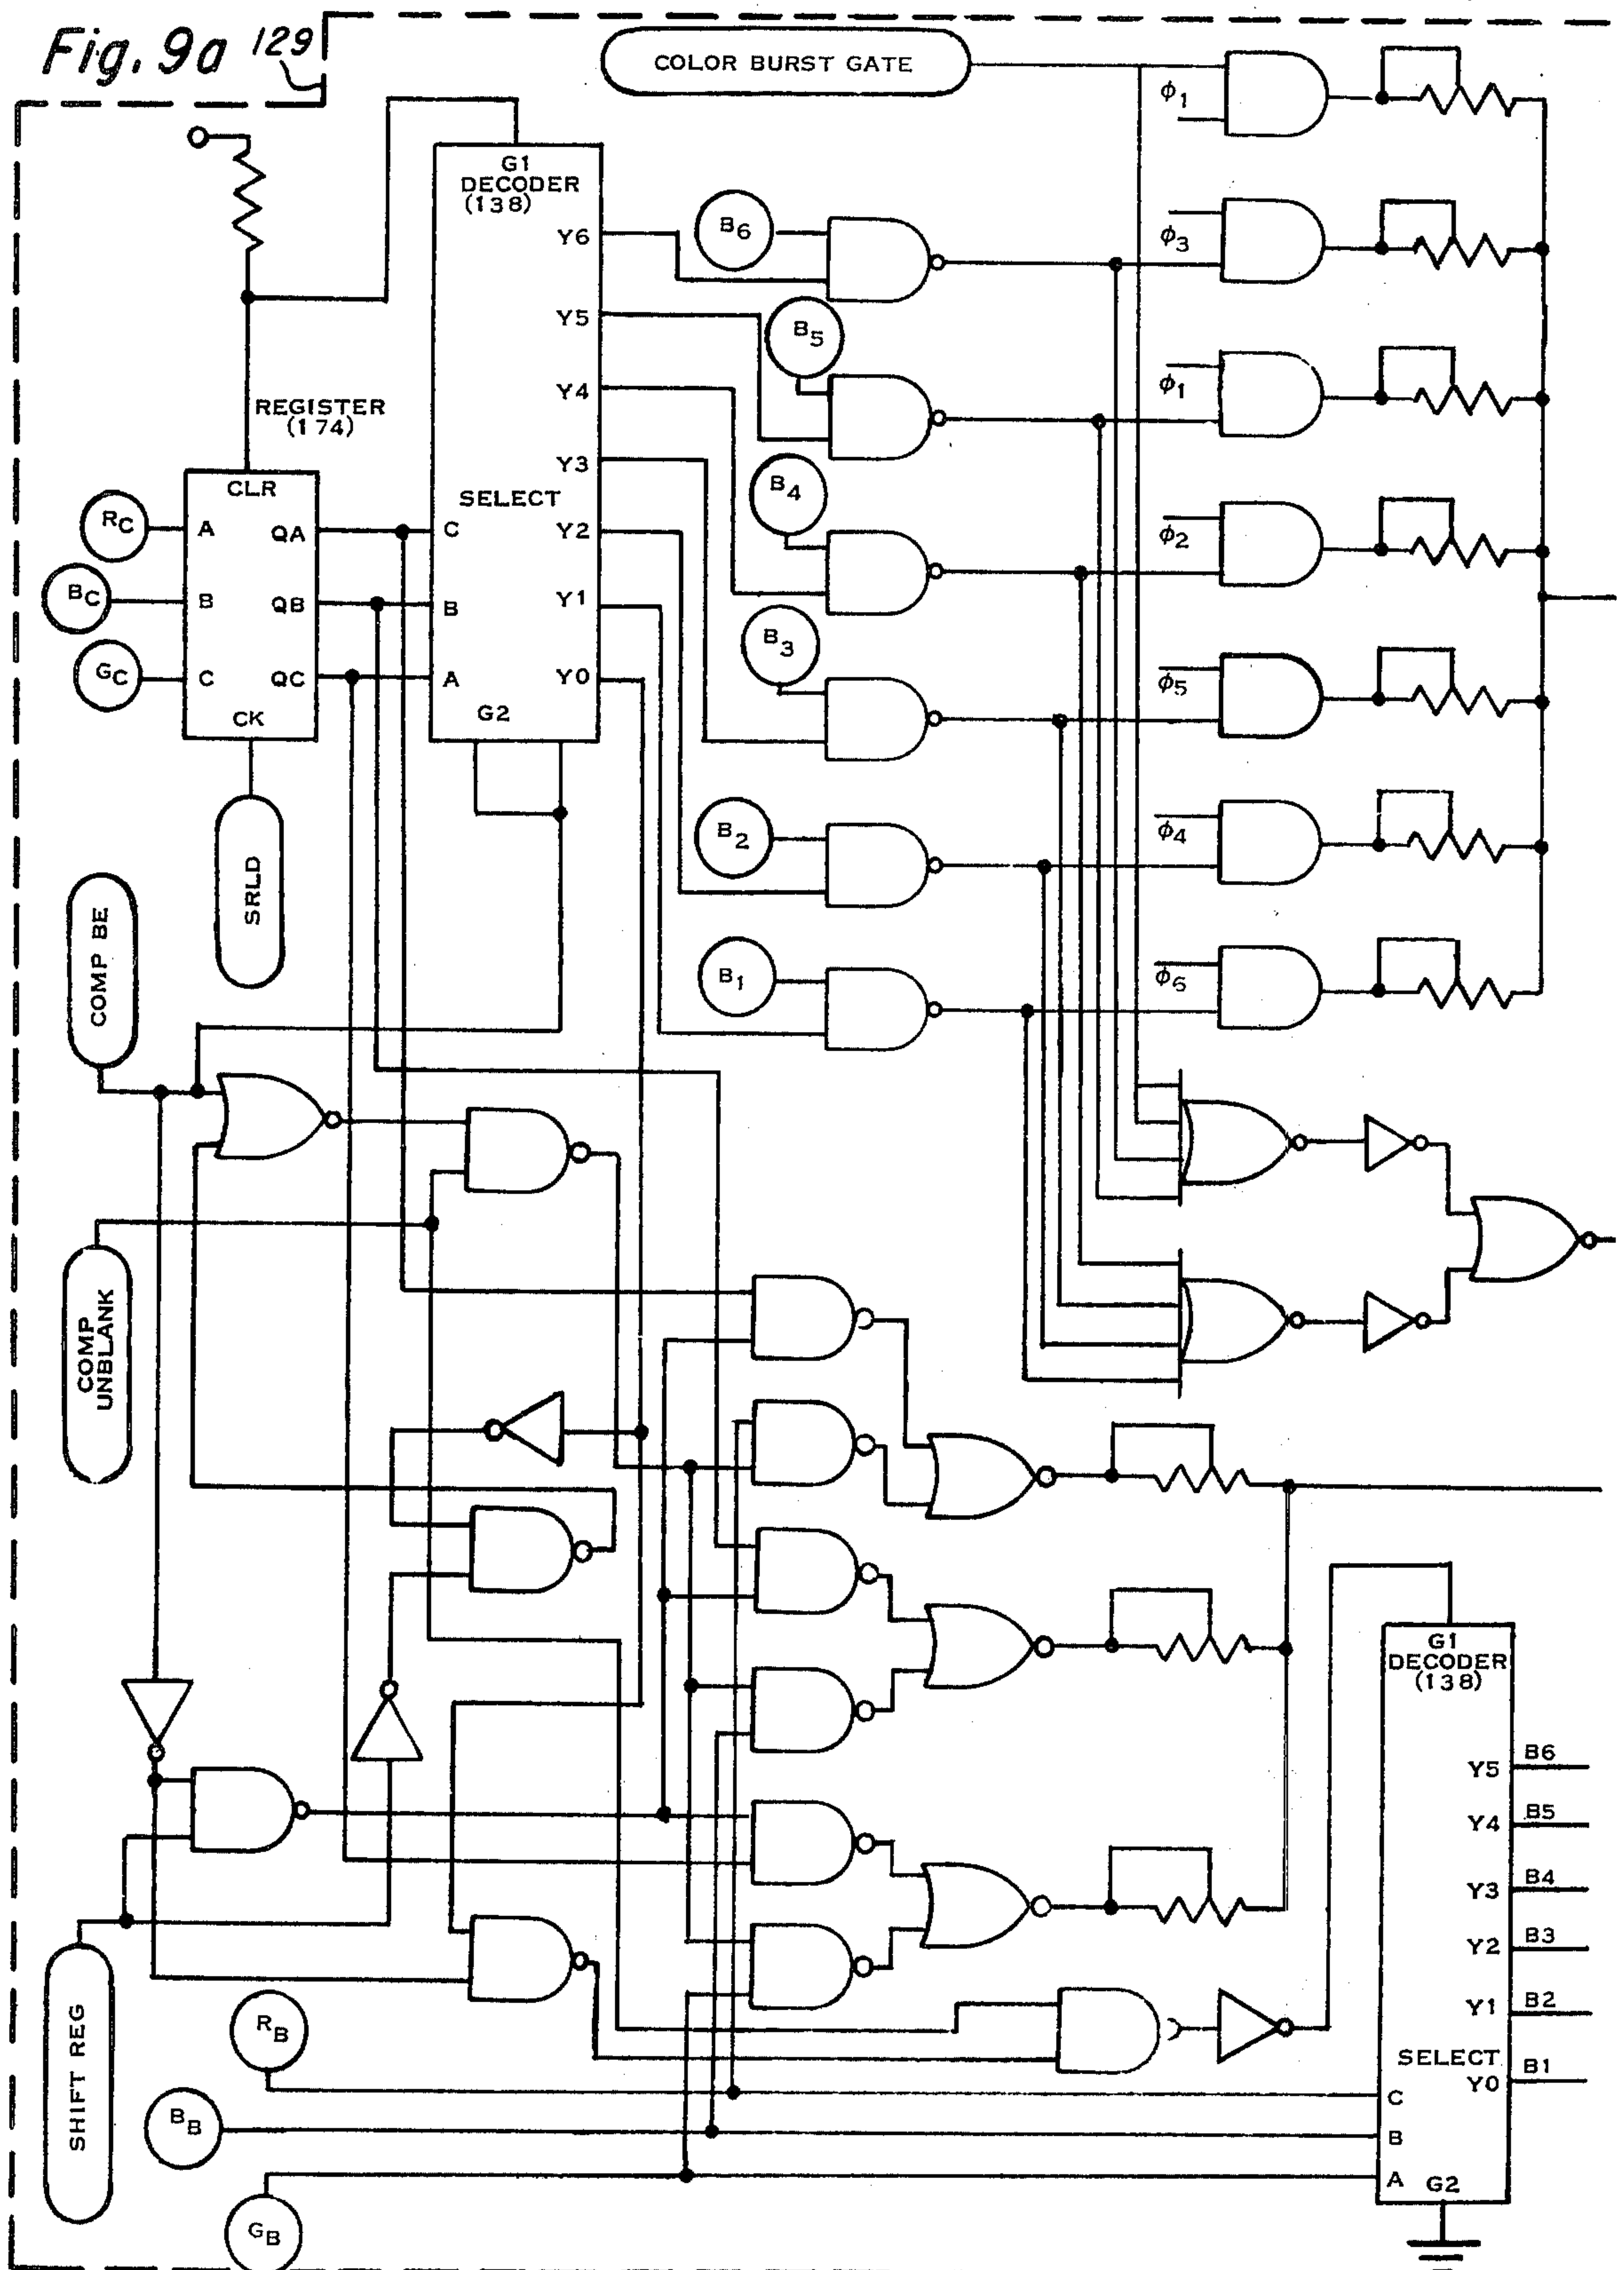 Fig. 9a
129
COLOR BURST GATE
ϕ1
G1
DECODER
(138)
Y6
B6
ϕ3
Y5
B5
Y4
ϕ1
REGISTER
(174)
Y3
B4
CLR
SELECT
RC
A
QA
C
Y2
ϕ2
BC
B
QB
B
Y1
B3
GC
C
QC
A
Y0
ϕ5
CK
G2
SRLD
B2
ϕ4
COMP BE
B1
ϕ6
COMP
UNBLANK
G1
DECODER
(138)
Y5
B6
Y4
B5
Y3
B4
Y2
B3
Y1
B2
SELECT
Y0
B1
SHIFT REG
RB
C
BB
B
A
G2
GB